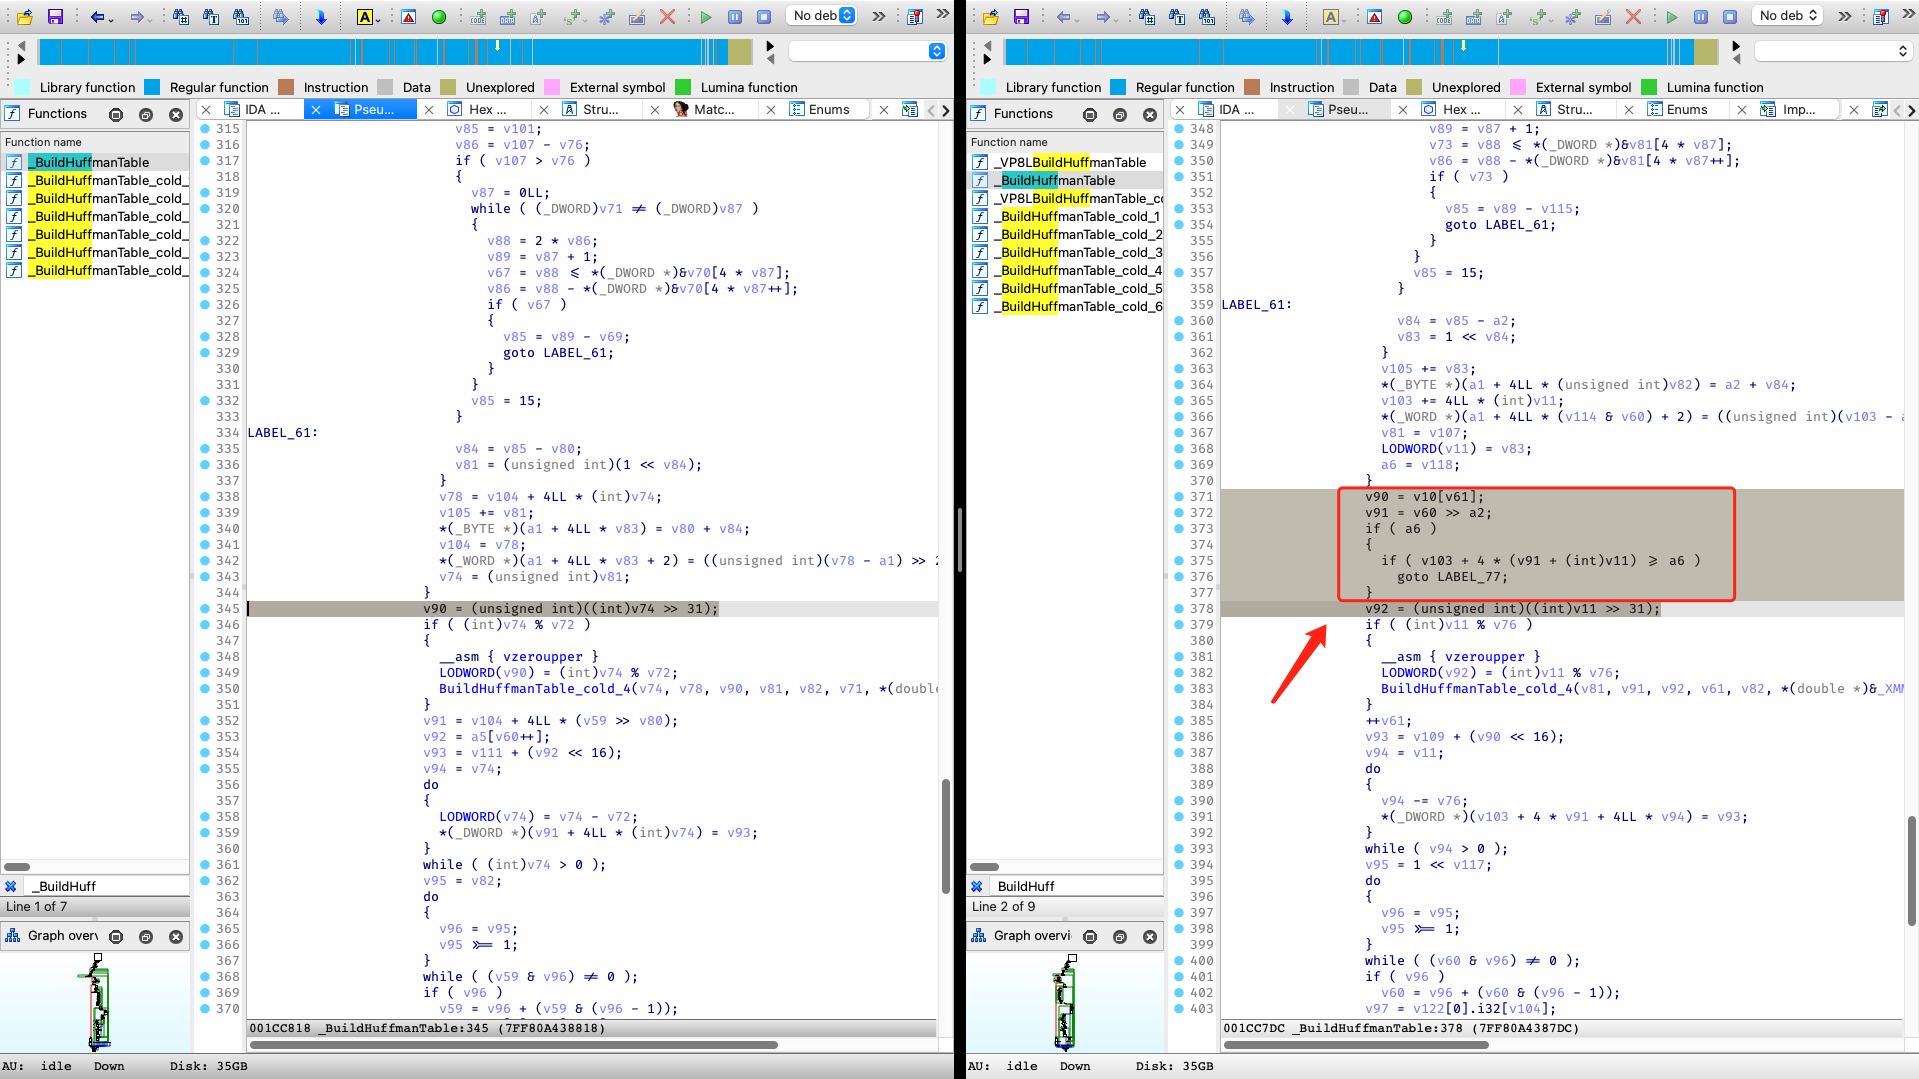 No deb
Library function Regular function Instruction Data Unexplored External symbol Lumina function
Functions
IDA ... Pseu... Hex ... Stru... Matc... Enums
Function name
_BuildHuffmanTable
_BuildHuffmanTable_cold_
_BuildHuffmanTable_cold_
_BuildHuffmanTable_cold_
_BuildHuffmanTable_cold_
_BuildHuffmanTable_cold_
_BuildHuffmanTable_cold_
_BuildHuff
Line 1 of 7
Graph overv
315 v85 = v101;
316 v86 = v107 - v76;
317 if ( v107 > v76 )
318 {
319 v87 = 0LL;
320 while ( (_DWORD)v71 ≠ (_DWORD)v87 )
321 {
322 v88 = 2 * v86;
323 v89 = v87 + 1;
324 v67 = v88 ≤ *(_DWORD *)&v70[4 * v87];
325 v86 = v88 - *(_DWORD *)&v70[4 * v87++];
326 if ( v67 )
327 {
328 v85 = v89 - v69;
329 goto LABEL_61;
330 }
331 }
332 v85 = 15;
333 }
334 LABEL_61:
335 v84 = v85 - v80;
336 v81 = (unsigned int)(1 << v84);
337 }
338 v78 = v104 + 4LL * (int)v74;
339 v105 += v81;
340 *(_BYTE *)(a1 + 4LL * v83) = v80 + v84;
341 v104 = v78;
342 *(_WORD *)(a1 + 4LL * v83 + 2) = ((unsigned int)(v78 - a1) >> 2
343 v74 = (unsigned int)v81;
344 }
345 v90 = (unsigned int)((int)v74 >> 31);
346 if ( (int)v74 % v72 )
347 {
348 __asm { vzeroupper }
349 LODWORD(v90) = (int)v74 % v72;
350 BuildHuffmanTable_cold_4(v74, v78, v90, v81, v82, v71, *(double
351 }
352 v91 = v104 + 4LL * (v59 >> v80);
353 v92 = a5[v60++];
354 v93 = v111 + (v92 << 16);
355 v94 = v74;
356 do
357 {
358 LODWORD(v74) = v74 - v72;
359 *(_DWORD *)(v91 + 4LL * (int)v74) = v93;
360 }
361 while ( (int)v74 > 0 );
362 v95 = v82;
363 do
364 {
365 v96 = v95;
366 v95 >>= 1;
367 }
368 while ( (v59 & v96) ≠ 0 );
369 if ( v96 )
370 v59 = v96 + (v59 & (v96 - 1));
001CC818 _BuildHuffmanTable:345 (7FF80A438818)
AU: idle Down Disk: 35GB
No deb
Library function Regular function Instruction Data Unexplored External symbol Lumina function
Functions
IDA ... Pseu... Hex ... Stru... Enums Imp...
Function name
_VP8LBuildHuffmanTable
_BuildHuffmanTable
_VP8LBuildHuffmanTable_co
_BuildHuffmanTable_cold_1
_BuildHuffmanTable_cold_2
_BuildHuffmanTable_cold_3
_BuildHuffmanTable_cold_4
_BuildHuffmanTable_cold_5
_BuildHuffmanTable_cold_6
BuildHuff
Line 2 of 9
Graph overvi
348 v89 = v87 + 1;
349 v73 = v88 ≤ *(_DWORD *)&v81[4 * v87];
350 v86 = v88 - *(_DWORD *)&v81[4 * v87++];
351 if ( v73 )
352 {
353 v85 = v89 - v115;
354 goto LABEL_61;
355 }
356 }
357 v85 = 15;
358 }
359 LABEL_61:
360 v84 = v85 - a2;
361 v83 = 1 << v84;
362 }
363 v105 += v83;
364 *(_BYTE *)(a1 + 4LL * (unsigned int)v82) = a2 + v84;
365 v103 += 4LL * (int)v11;
366 *(_WORD *)(a1 + 4LL * (v114 & v60) + 2) = ((unsigned int)(v103 - a
367 v81 = v107;
368 LODWORD(v11) = v83;
369 a6 = v118;
370 }
371 v90 = v10[v61];
372 v91 = v60 >> a2;
373 if ( a6 )
374 {
375 if ( v103 + 4 * (v91 + (int)v11) ≥ a6 )
376 goto LABEL_77;
377 }
378 v92 = (unsigned int)((int)v11 >> 31);
379 if ( (int)v11 % v76 )
380 {
381 __asm { vzeroupper }
382 LODWORD(v92) = (int)v11 % v76;
383 BuildHuffmanTable_cold_4(v81, v91, v92, v61, v82, *(double *)&_XMM
384 }
385 ++v61;
386 v93 = v109 + (v90 << 16);
387 v94 = v11;
388 do
389 {
390 v94 -= v76;
391 *(_DWORD *)(v103 + 4 * v91 + 4LL * v94) = v93;
392 }
393 while ( v94 > 0 );
394 v95 = 1 << v117;
395 do
396 {
397 v96 = v95;
398 v95 >>= 1;
399 }
400 while ( (v60 & v96) ≠ 0 );
401 if ( v96 )
402 v60 = v96 + (v60 & (v96 - 1));
403 v97 = v122[0].i32[v104];
001CC7DC _BuildHuffmanTable:378 (7FF80A4387DC)
AU: idle Down Disk: 35GB